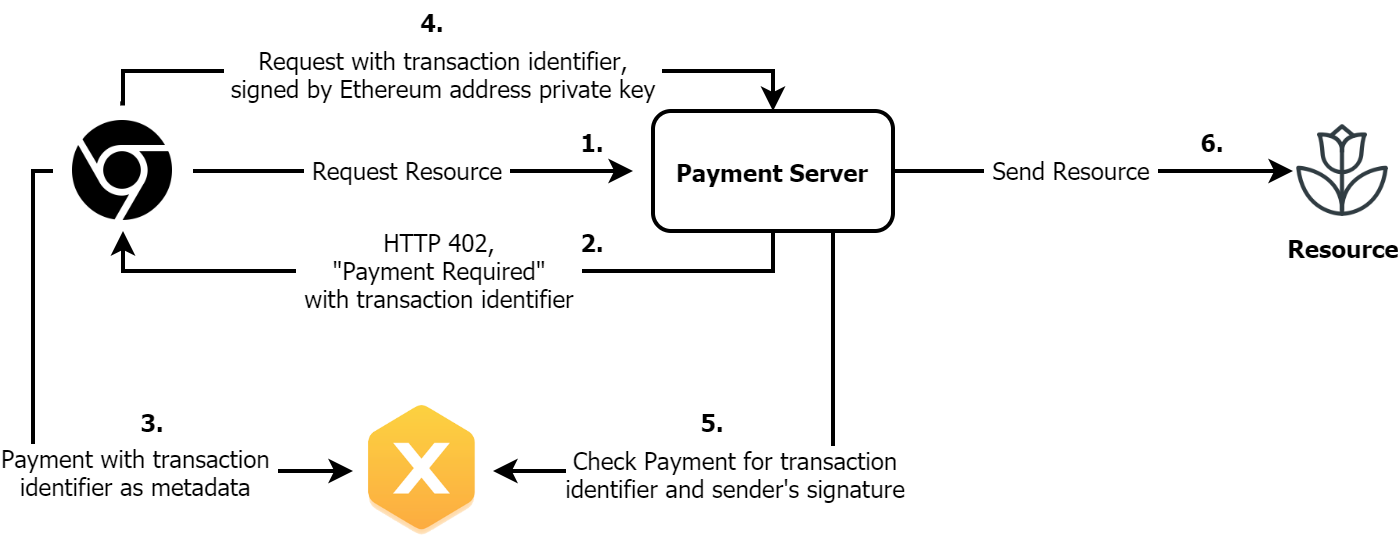 4.
Request with transaction identifier,
signed by Ethereum address private key
1.
Request Resource
Payment Server
6.
Send Resource
Resource
2.
HTTP 402,
"Payment Required"
with transaction identifier
3.
Payment with transaction
identifier as metadata
X
5.
Check Payment for transaction
identifier and sender's signature